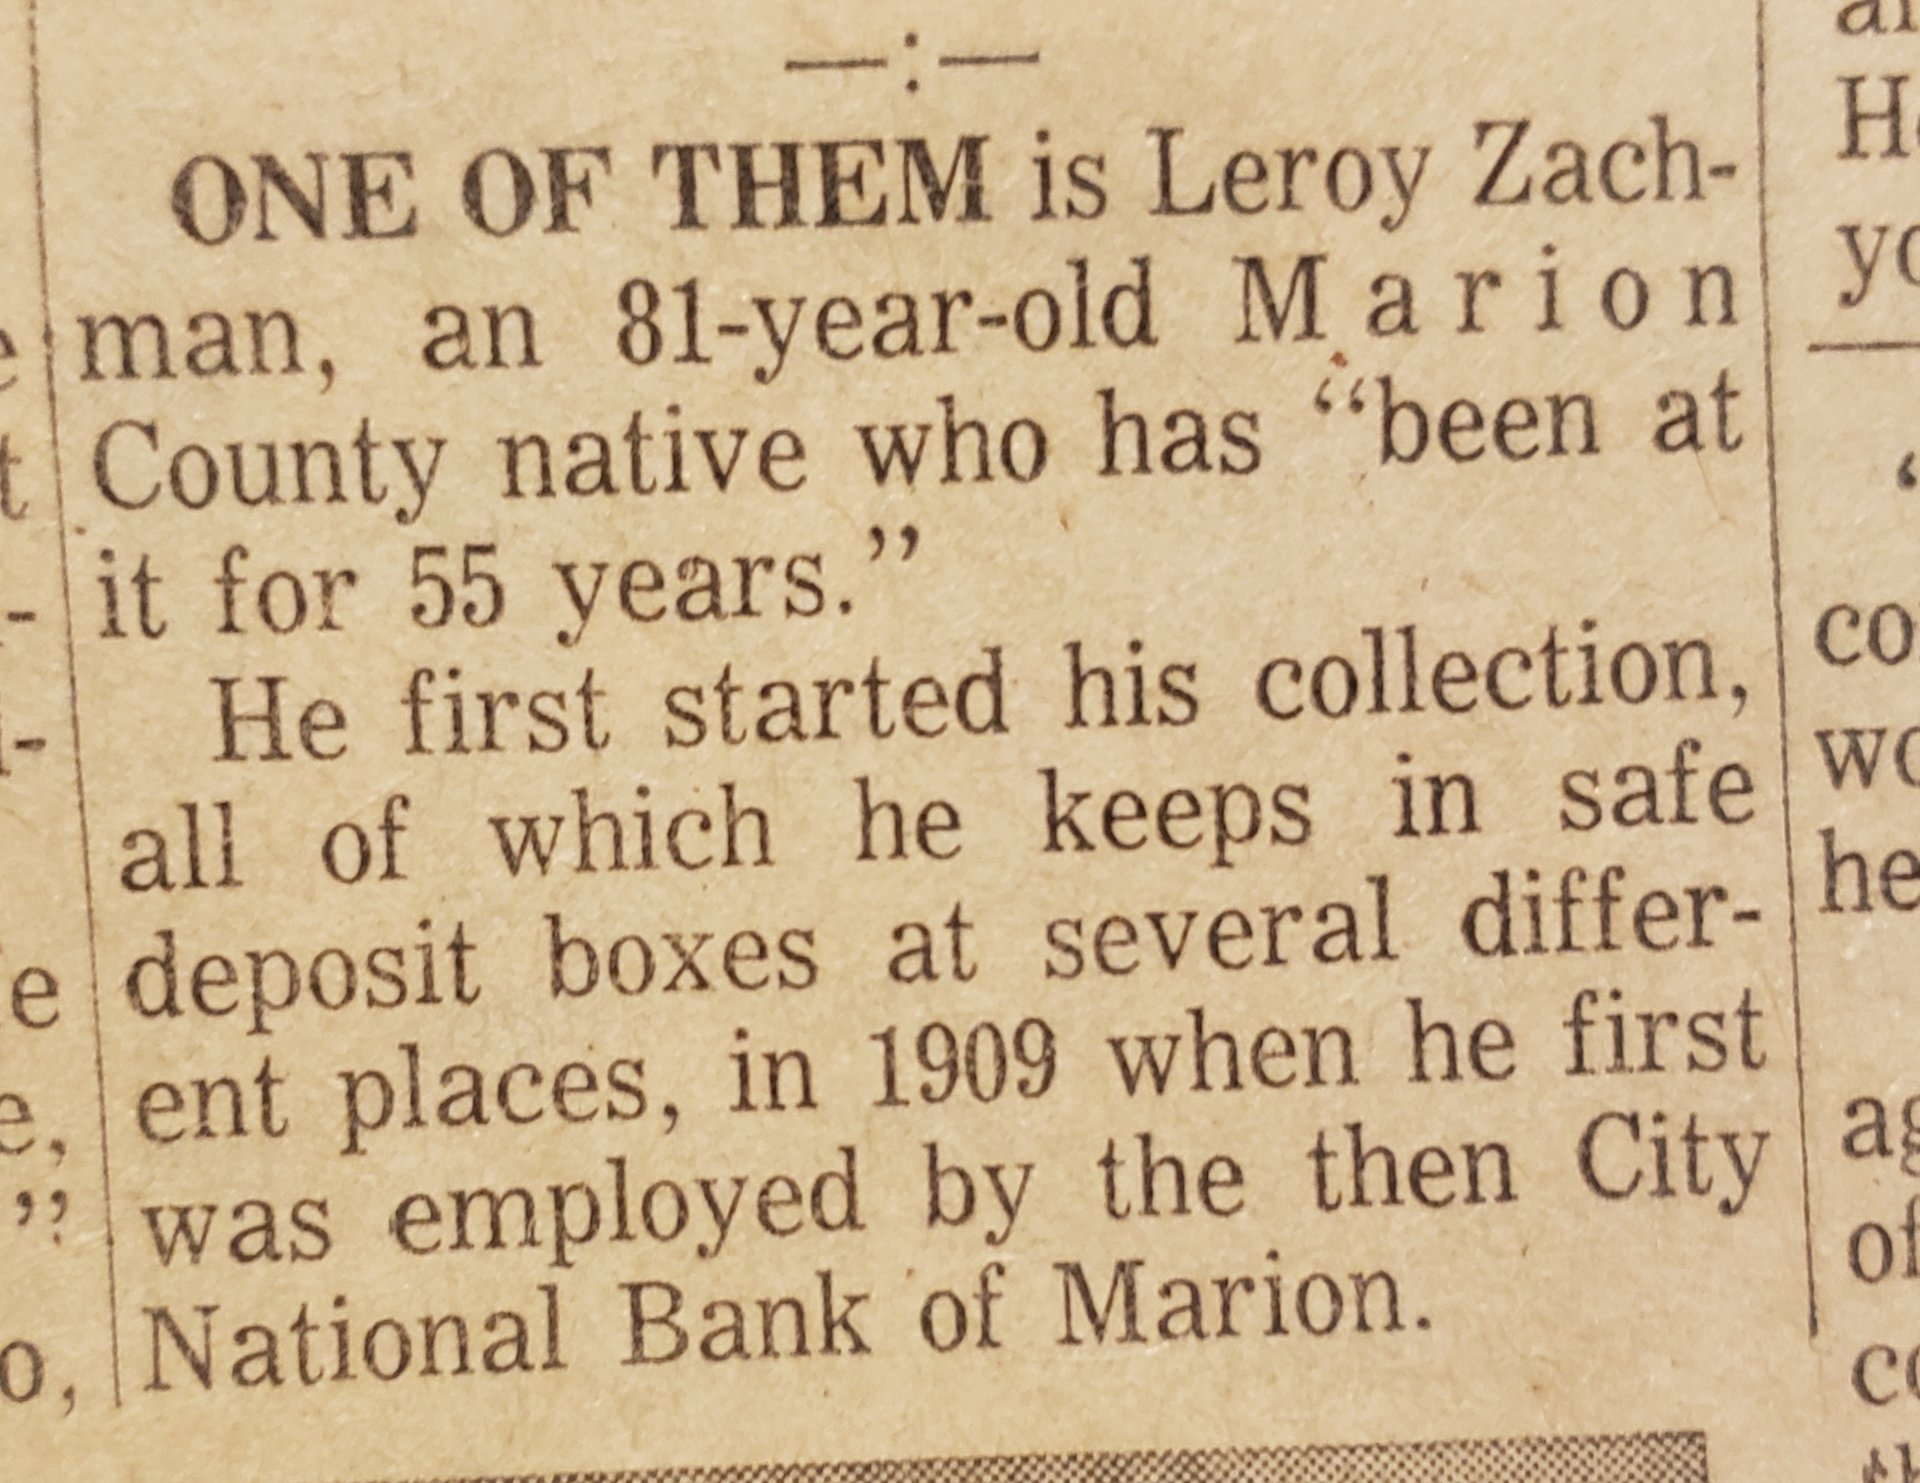 —:—
ONE OF THEM is Leroy Zach-
man, an 81-year-old Marion
County native who has “been at
it for 55 years.”
He first started his collection,
all of which he keeps in safe
deposit boxes at several differ-
ent places, in 1909 when he first
was employed by the then City
National Bank of Marion.